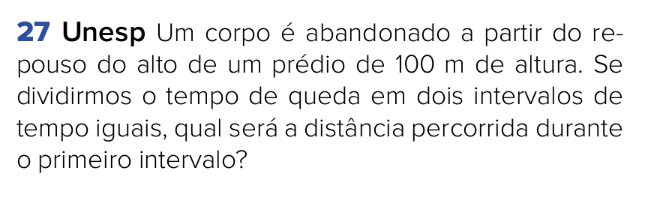 27 Unesp Um corpo é abandonado a partir do re-
pouso do alto de um prédio de 100 m de altura. Se
dividirmos o tempo de queda em dois intervalos de
tempo iguais, qual será a distância percorrida durante
o primeiro intervalo?